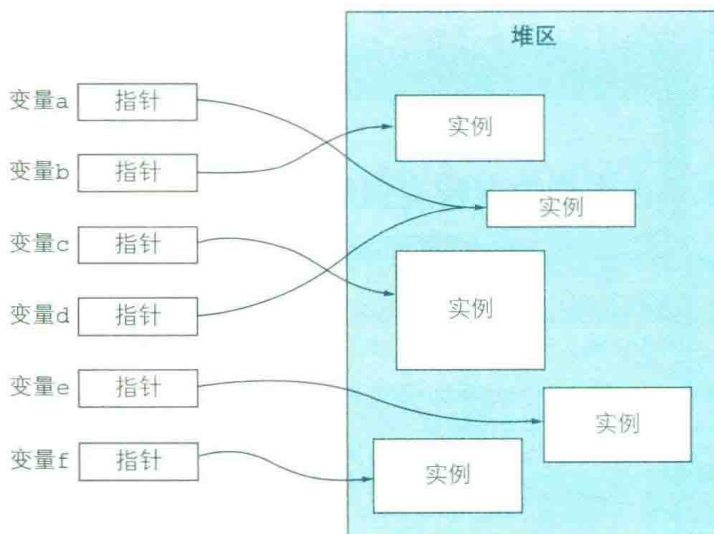 堆区
变量a 指针
实例
变量b 指针
实例
变量c 指针
变量d 指针
实例
变量e 指针
实例
变量f 指针
实例